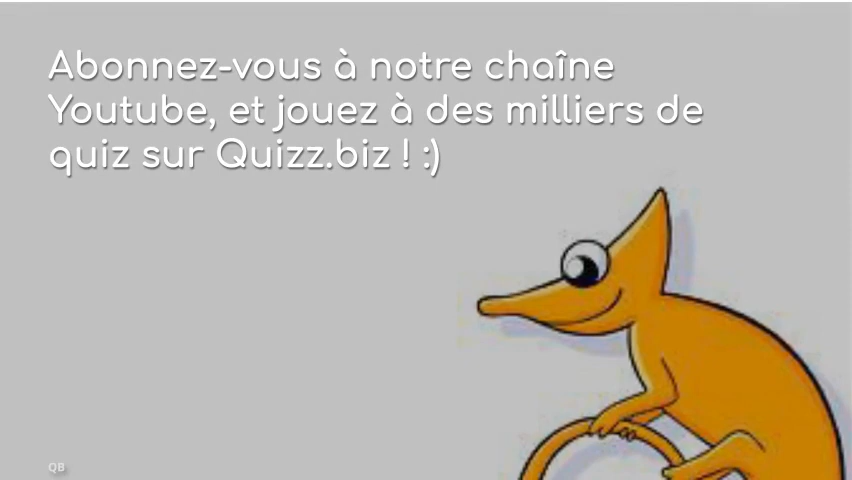 Abonnez-vous à notre chaîne
Youtube, et jouez à des milliers de
quiz sur Quizz.biz ! :)
QB